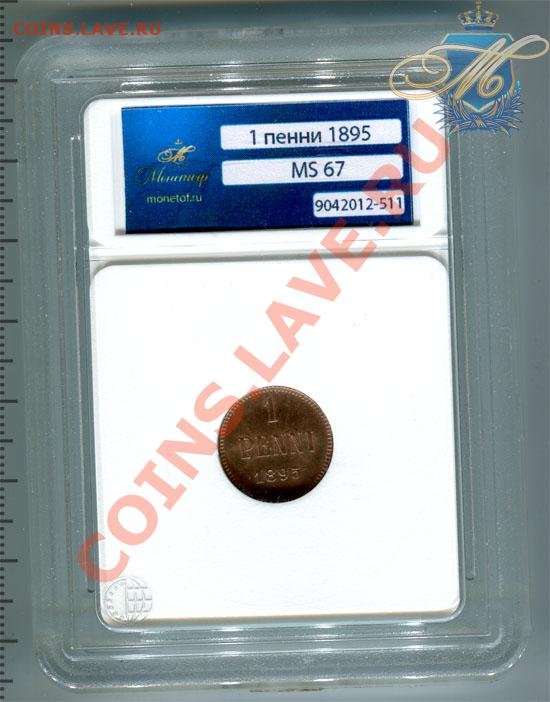 COINS.LAVE.RU
М
1 пенни 1895
М
Монетоф
MS 67
monetof.ru
9042012-511
COINS.LAVE.RU
1
PENNI
1895